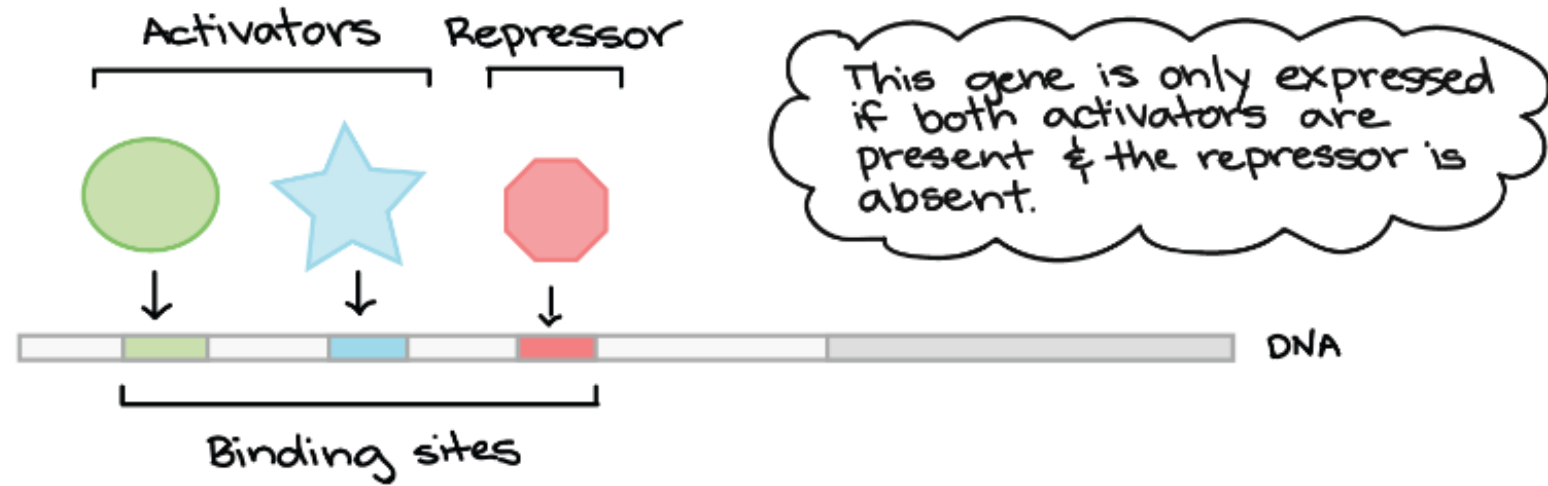 Activators
Repressor
This gene is only expressed
if both activators are
present & the repressor is
absent.
DNA
Binding sites